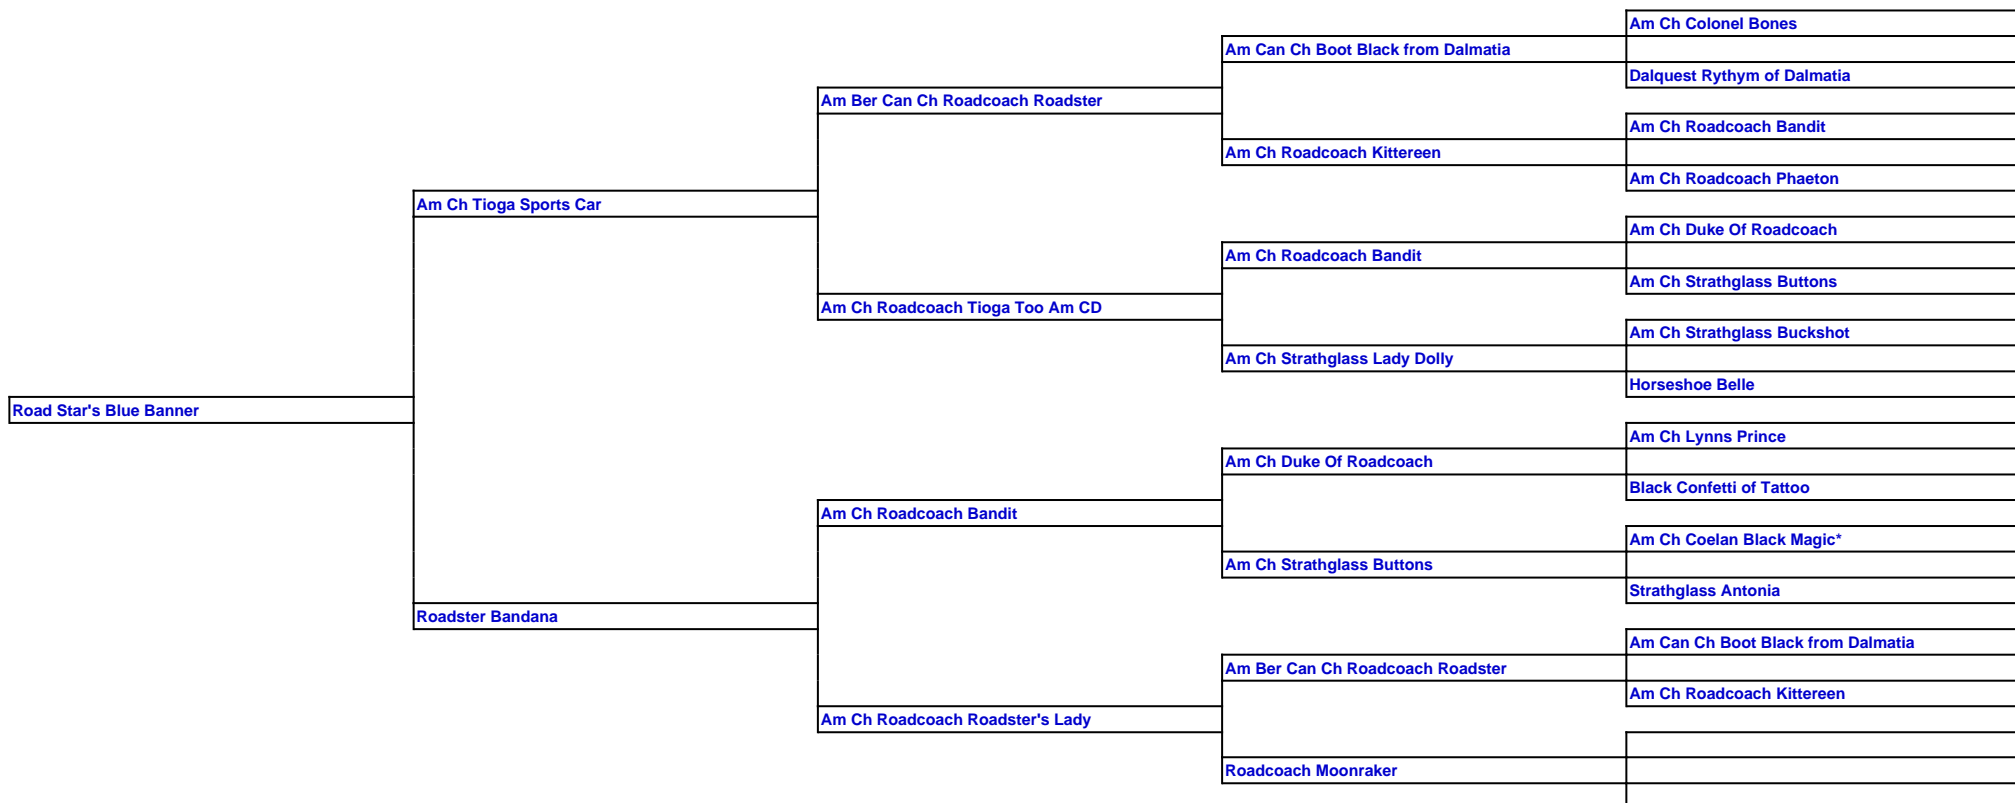 Am Ch Colonel Bones
Am Can Ch Boot Black from Dalmatia
Dalquest Rythym of Dalmatia
Am Ber Can Ch Roadcoach Roadster
Am Ch Roadcoach Bandit
Am Ch Roadcoach Kittereen
Am Ch Roadcoach Phaeton
Am Ch Tioga Sports Car
Am Ch Duke Of Roadcoach
Am Ch Roadcoach Bandit
Am Ch Strathglass Buttons
Am Ch Roadcoach Tioga Too Am CD
Am Ch Strathglass Buckshot
Am Ch Strathglass Lady Dolly
Horseshoe Belle
Road Star's Blue Banner
Am Ch Lynns Prince
Am Ch Duke Of Roadcoach
Black Confetti of Tattoo
Am Ch Roadcoach Bandit
Am Ch Coelan Black Magic*
Am Ch Strathglass Buttons
Strathglass Antonia
Roadster Bandana
Am Can Ch Boot Black from Dalmatia
Am Ber Can Ch Roadcoach Roadster
Am Ch Roadcoach Kittereen
Am Ch Roadcoach Roadster's Lady
Roadcoach Moonraker